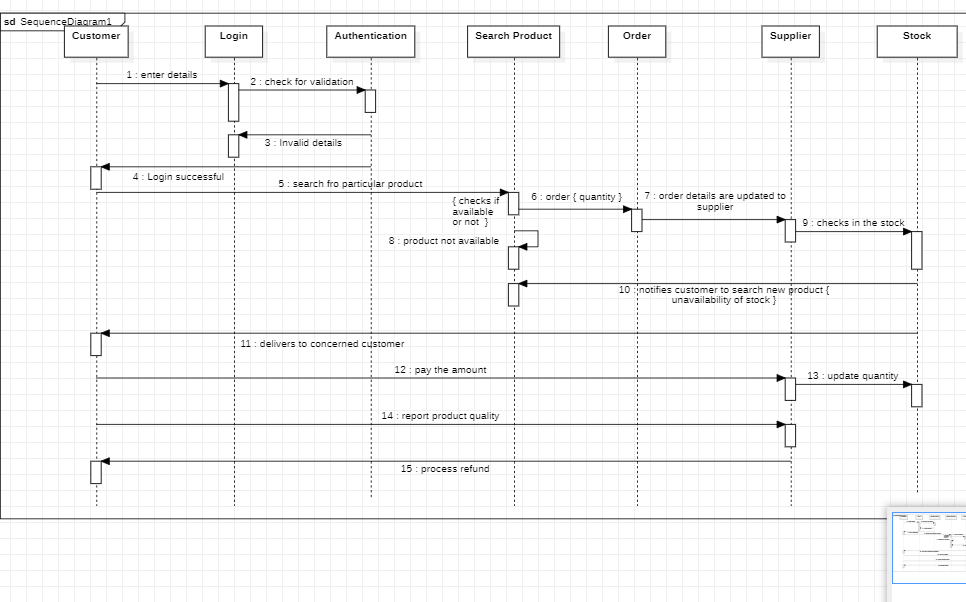 sd SequenceDiagram1
Customer
Login
Authentication
Search Product
Order
Supplier
Stock
1 : enter details
2 : check for validation
3 : Invalid details
4 : Login successful
5 : search fro particular product
{ checks if
available
or not }
6 : order { quantity }
7 : order details are updated to
supplier
8 : product not available
9 : checks in the stock
10 : notifies customer to search new product {
unavailability of stock }
11 : delivers to concerned customer
12 : pay the amount
13 : update quantity
14 : report product quality
15 : process refund